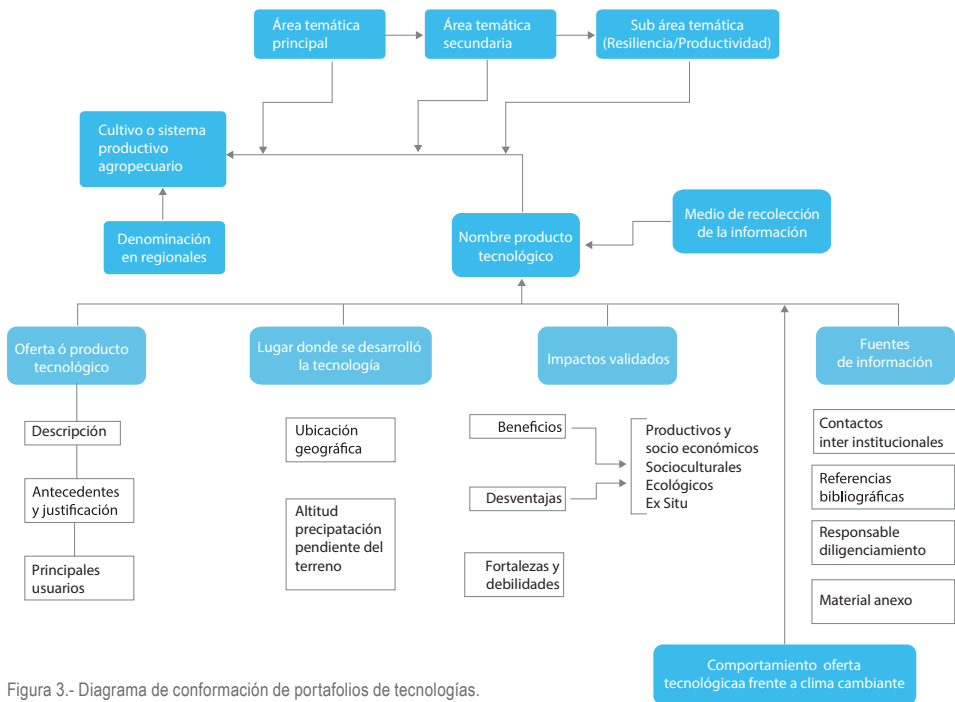 Área temática
principal
Área temática
secundaria
Sub área temática
(Resiliencia/Productividad)
Cultivo o sistema
productivo
agropecuario
Denominación
en regionales
Nombre producto
tecnológico
Medio de recolección
de la información
Oferta ó producto
tecnológico
Lugar donde se desarrolló
la tecnología
Impactos validados
Fuentes
de información
Descripción
Antecedentes
y justificación
Principales
usuarios
Ubicación
geográfica
Altitud
precipatación
pendiente del
terreno
Beneficios
Desventajas
Fortalezas y
debilidades
Productivos y
socio económicos
Socioculturales
Ecológicos
Ex Situ
Contactos
inter institucionales
Referencias
bibliográficas
Responsable
diligenciamiento
Material anexo
Comportamiento oferta
tecnológicaa frente a clima cambiante
Figura 3.- Diagrama de conformación de portafolios de tecnologías.